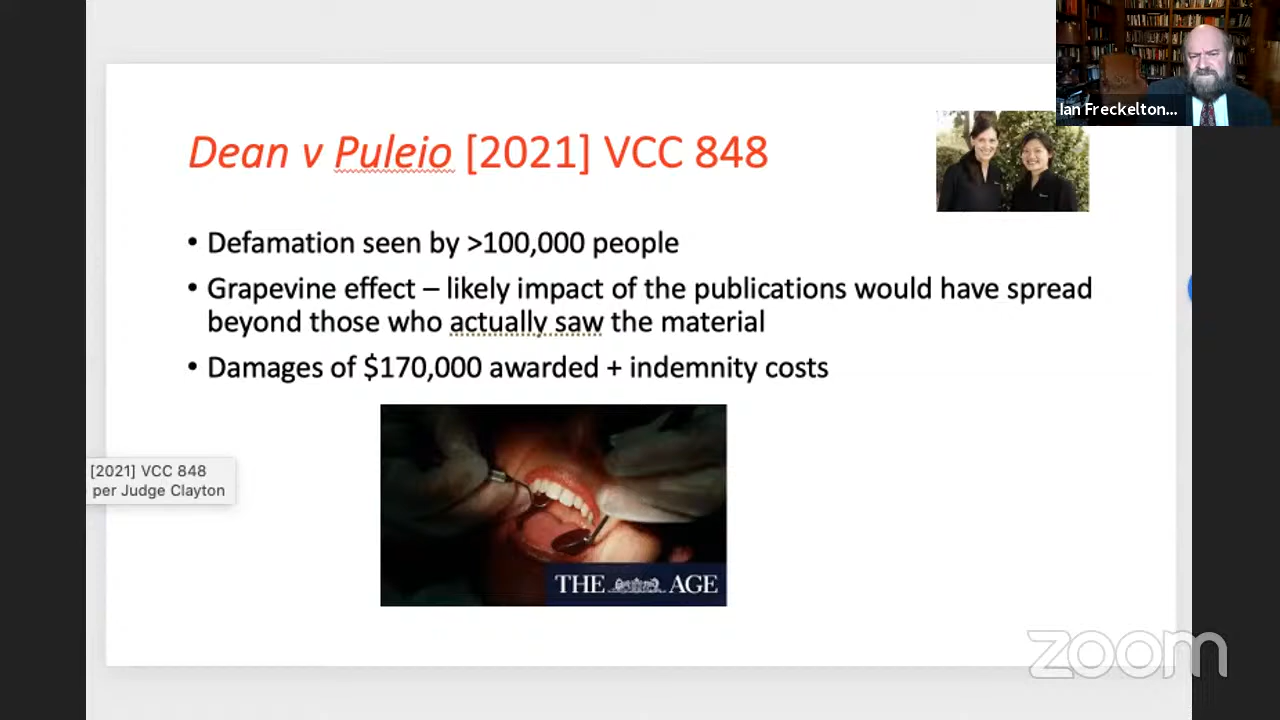 Ian Freckelton...
Dean v Puleio [2021] VCC 848
• Defamation seen by >100,000 people
• Grapevine effect – likely impact of the publications would have spread
beyond those who actually saw the material
• Damages of $170,000 awarded + indemnity costs
[2021] VCC 848
per Judge Clayton
THE AGE
zoom